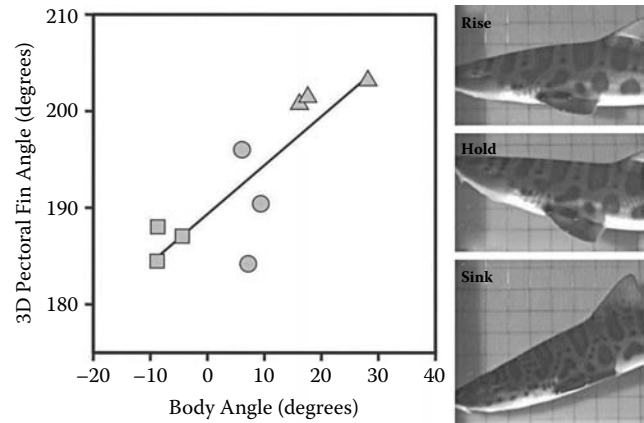 210
200
190
180
3D Pectoral Fin Angle (degrees)
−20 −10 0 10 20 30 40
Body Angle (degrees)
Rise
Hold
Sink